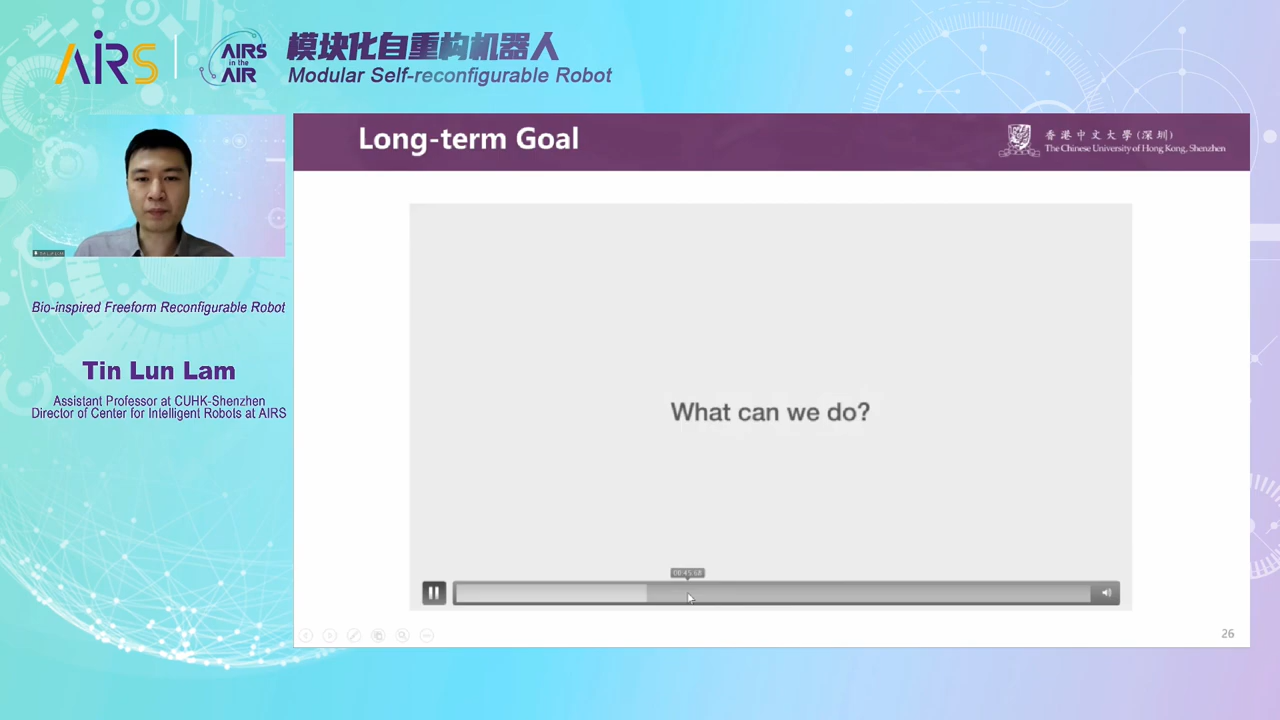 AIRS
AIRS
in the
AIR
模块化自重构机器人
Modular Self-reconfigurable Robot
Long-term Goal
香港中文大學(深圳)
The Chinese University of Hong Kong, Shenzhen
Bio-inspired Freeform Reconfigurable Robot
Tin Lun Lam
Assistant Professor at CUHK-Shenzhen
Director of Center for Intelligent Robots at AIRS
What can we do?
00:45.68
26